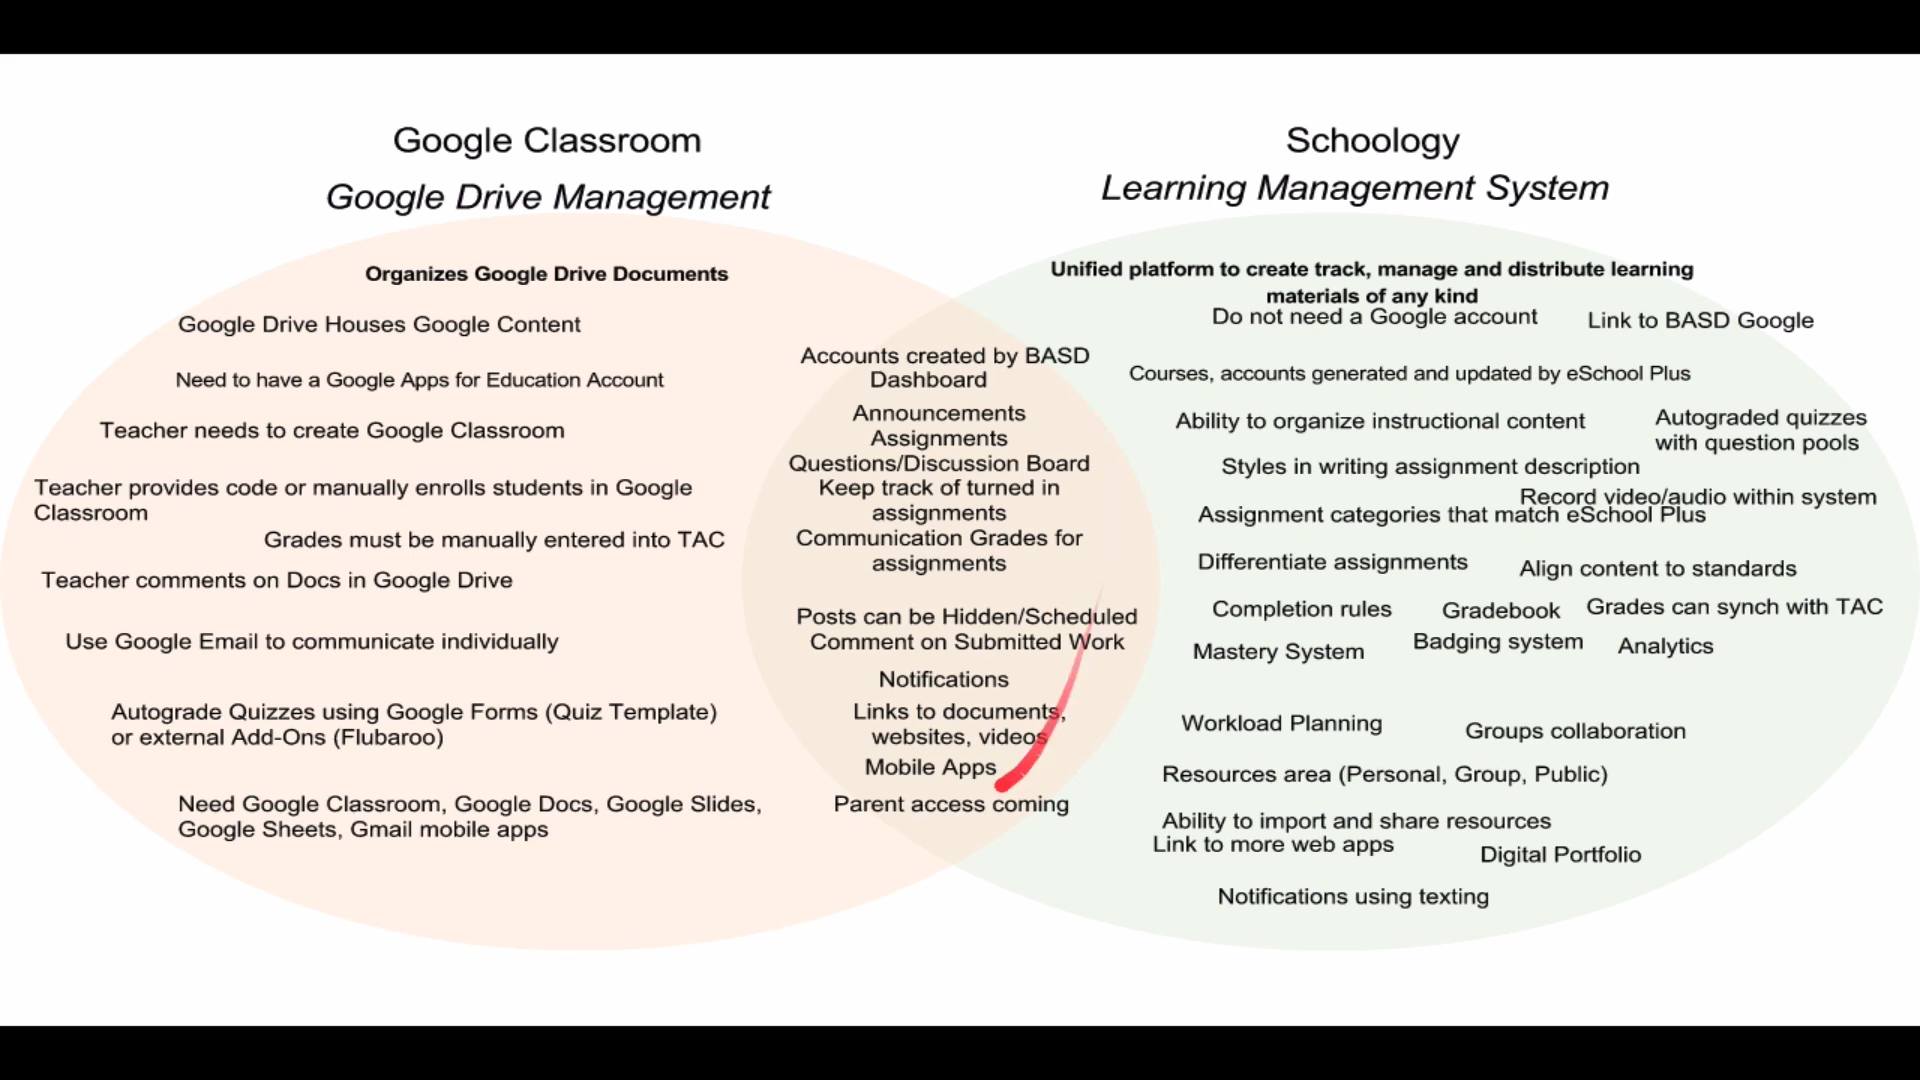 Google Classroom
Google Drive Management
Organizes Google Drive Documents
Google Drive Houses Google Content
Need to have a Google Apps for Education Account
Teacher needs to create Google Classroom
Teacher provides code or manually enrolls students in Google
Classroom
Grades must be manually entered into TAC
Teacher comments on Docs in Google Drive
Use Google Email to communicate individually
Autograde Quizzes using Google Forms (Quiz Template)
or external Add-Ons (Flubaroo)
Need Google Classroom, Google Docs, Google Slides,
Google Sheets, Gmail mobile apps
Accounts created by BASD
Dashboard
Announcements
Assignments
Questions/Discussion Board
Keep track of turned in
assignments
Communication Grades for
assignments
Posts can be Hidden/Scheduled
Comment on Submitted Work
Notifications
Links to documents,
websites, videos
Mobile Apps
Parent access coming
Schoology
Learning Management System
Unified platform to create track, manage and distribute learning
materials of any kind
Do not need a Google account
Link to BASD Google
Courses, accounts generated and updated by eSchool Plus
Ability to organize instructional content
Autograded quizzes
with question pools
Styles in writing assignment description
Record video/audio within system
Assignment categories that match eSchool Plus
Differentiate assignments
Align content to standards
Completion rules
Gradebook
Grades can synch with TAC
Mastery System
Badging system
Analytics
Workload Planning
Groups collaboration
Resources area (Personal, Group, Public)
Ability to import and share resources
Link to more web apps
Digital Portfolio
Notifications using texting